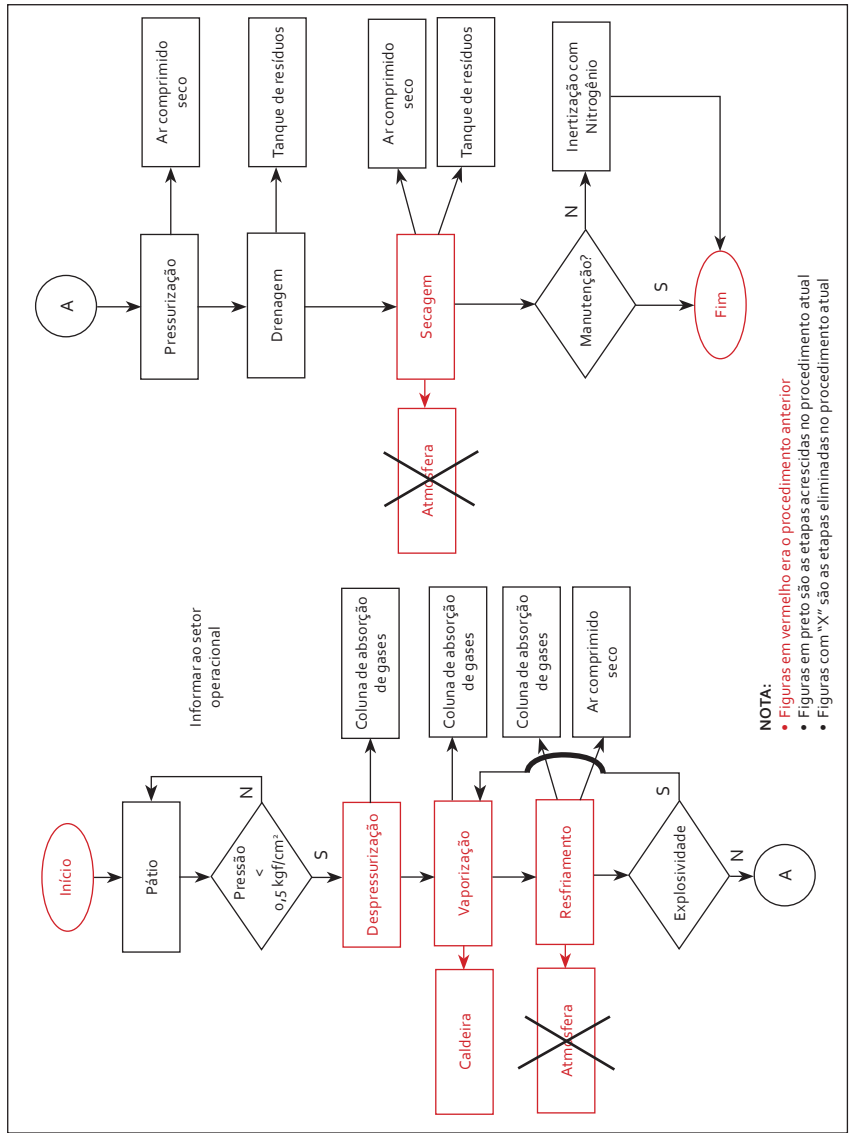 Início
Pátio
Informar ao setor
operacional
Pressão
<
0,5 kgf/cm²
N
S
Despressurização
Coluna de absorção
de gases
Caldeira
Vaporização
Coluna de absorção
de gases
Atmosfera
Resfriamento
Coluna de absorção
de gases
Ar comprimido
seco
Explosividade
S
N
A
A
Pressurização
Ar comprimido
seco
Drenagem
Tanque de resíduos
Atmosfera
Secagem
Ar comprimido
seco
Tanque de resíduos
Manutenção?
N
Inertização com
Nitrogênio
S
Fim
NOTA:
• Figuras em vermelho era o procedimento anterior
• Figuras em preto são as etapas acrescidas no procedimento atual
• Figuras com “X” são as etapas eliminadas no procedimento atual